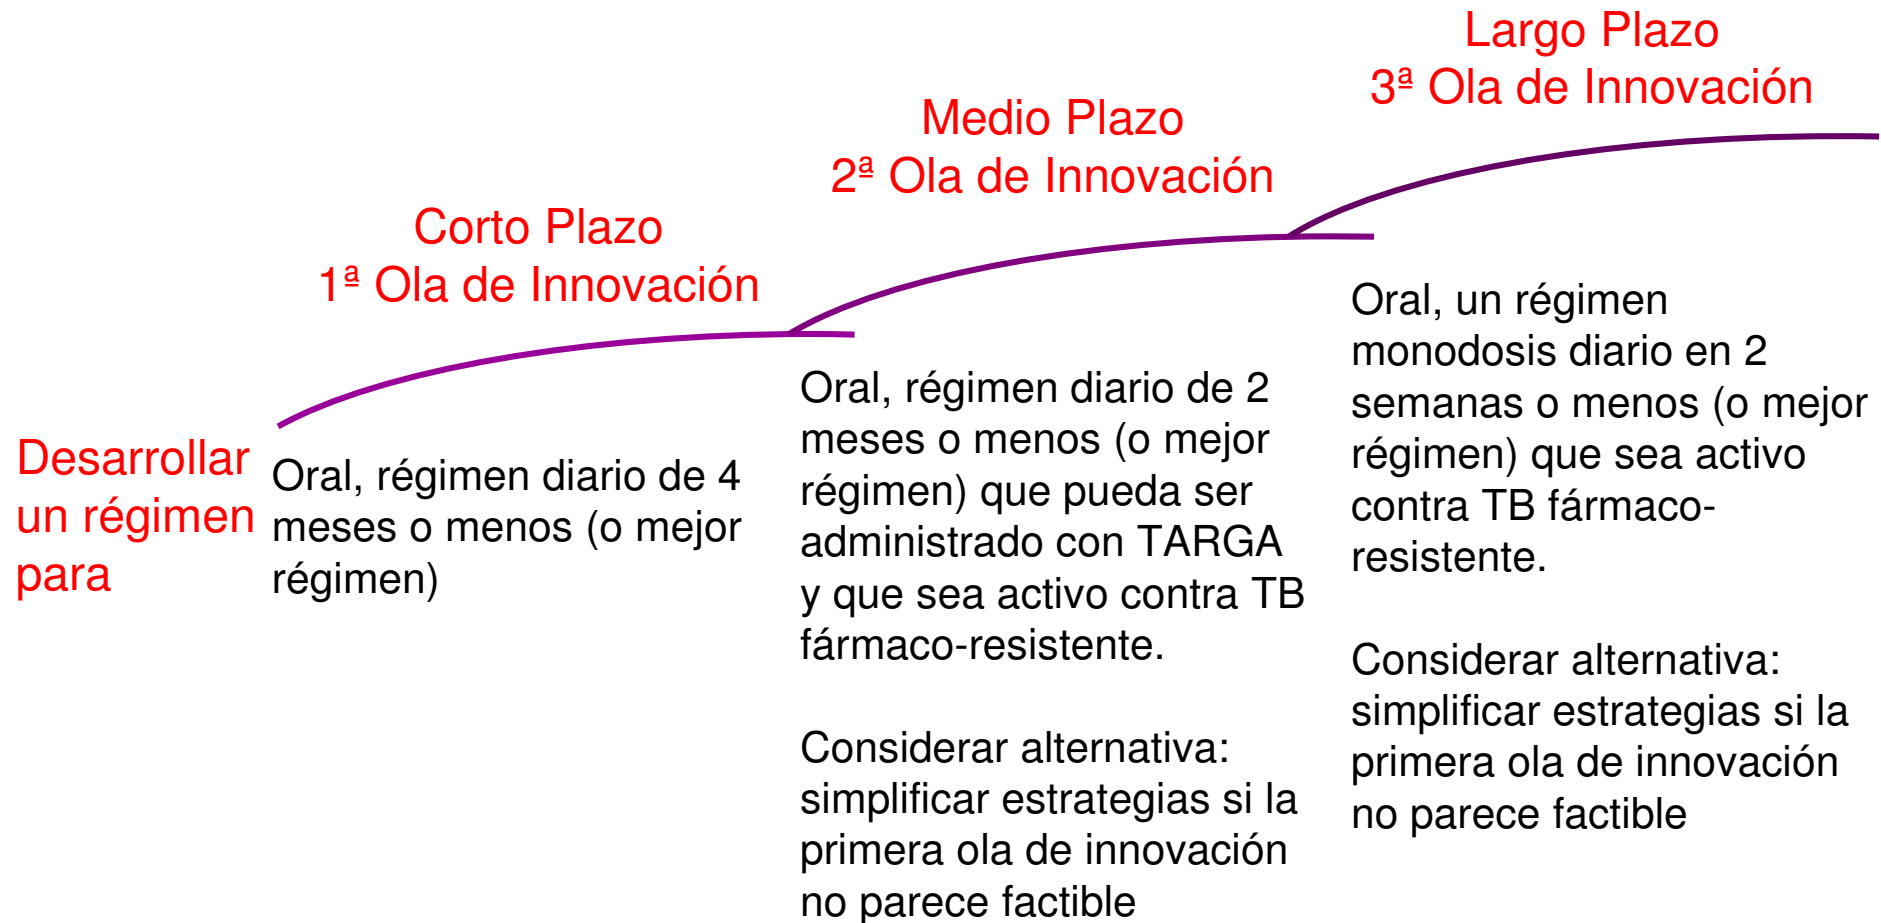 Largo Plazo
3ª Ola de Innovación
Medio Plazo
2ª Ola de Innovación
Corto Plazo
1ª Ola de Innovación
Desarrollar
un régimen
para
Oral, régimen diario de 4
meses o menos (o mejor
régimen)
Oral, régimen diario de 2
meses o menos (o mejor
régimen) que pueda ser
administrado con TARGA
y que sea activo contra TB
fármaco-resistente.
Considerar alternativa:
simplificar estrategias si la
primera ola de innovación
no parece factible
Oral, un régimen
monodosis diario en 2
semanas o menos (o mejor
régimen) que sea activo
contra TB fármaco-
resistente.
Considerar alternativa:
simplificar estrategias si la
primera ola de innovación
no parece factible